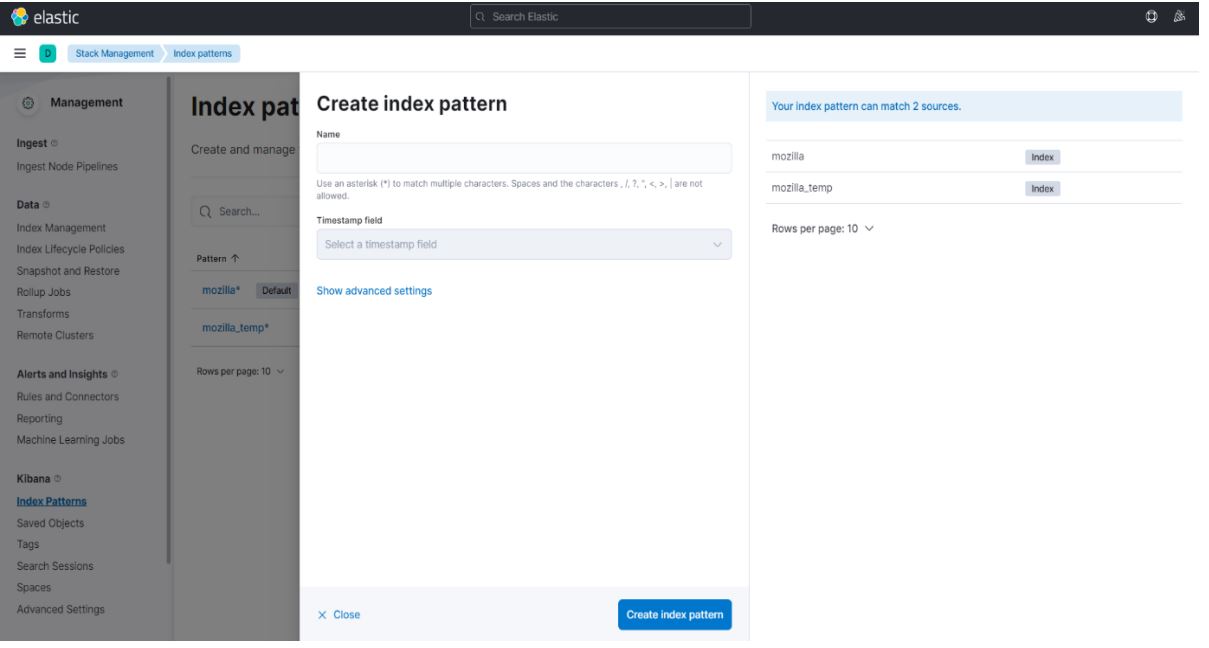 elastic
Search Elastic
D
Stack Management
Index patterns
Management
Ingest
Ingest Node Pipelines
Data
Index Management
Index Lifecycle Policies
Snapshot and Restore
Rollup Jobs
Transforms
Remote Clusters
Alerts and Insights
Rules and Connectors
Reporting
Machine Learning Jobs
Kibana
Index Patterns
Saved Objects
Tags
Search Sessions
Spaces
Advanced Settings
Index pat
Create and manage
Search...
Pattern ↑
mozilla* Default
mozilla_temp*
Rows per page: 10
Create index pattern
Name
Use an asterisk (*) to match multiple characters. Spaces and the characters , /, ?, ", <, >, | are not
allowed.
Timestamp field
Select a timestamp field
Show advanced settings
× Close
Create index pattern
Your index pattern can match 2 sources.
mozilla Index
mozilla_temp Index
Rows per page: 10